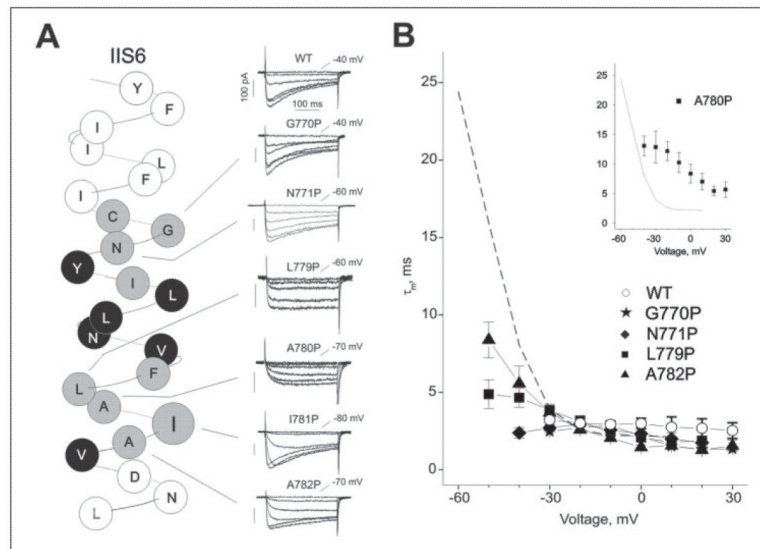 A
IIS6
Y
F
I
I
L
F
I
C
G
N
Y
I
L
L
N
V
F
L
A
I
A
V
D
N
L
WT
-40 mV
100 pA
100 ms
G770P
-40 mV
N771P
-60 mV
L779P
-60 mV
A780P
-70 mV
I781P
-80 mV
A782P
-70 mV
B
25
20
15
10
5
0
τm, ms
-60
-30
0
30
Voltage, mV
25
20
15
10
5
0
-60
-30
0
30
Voltage, mV
A780P
WT
G770P
N771P
L779P
A782P